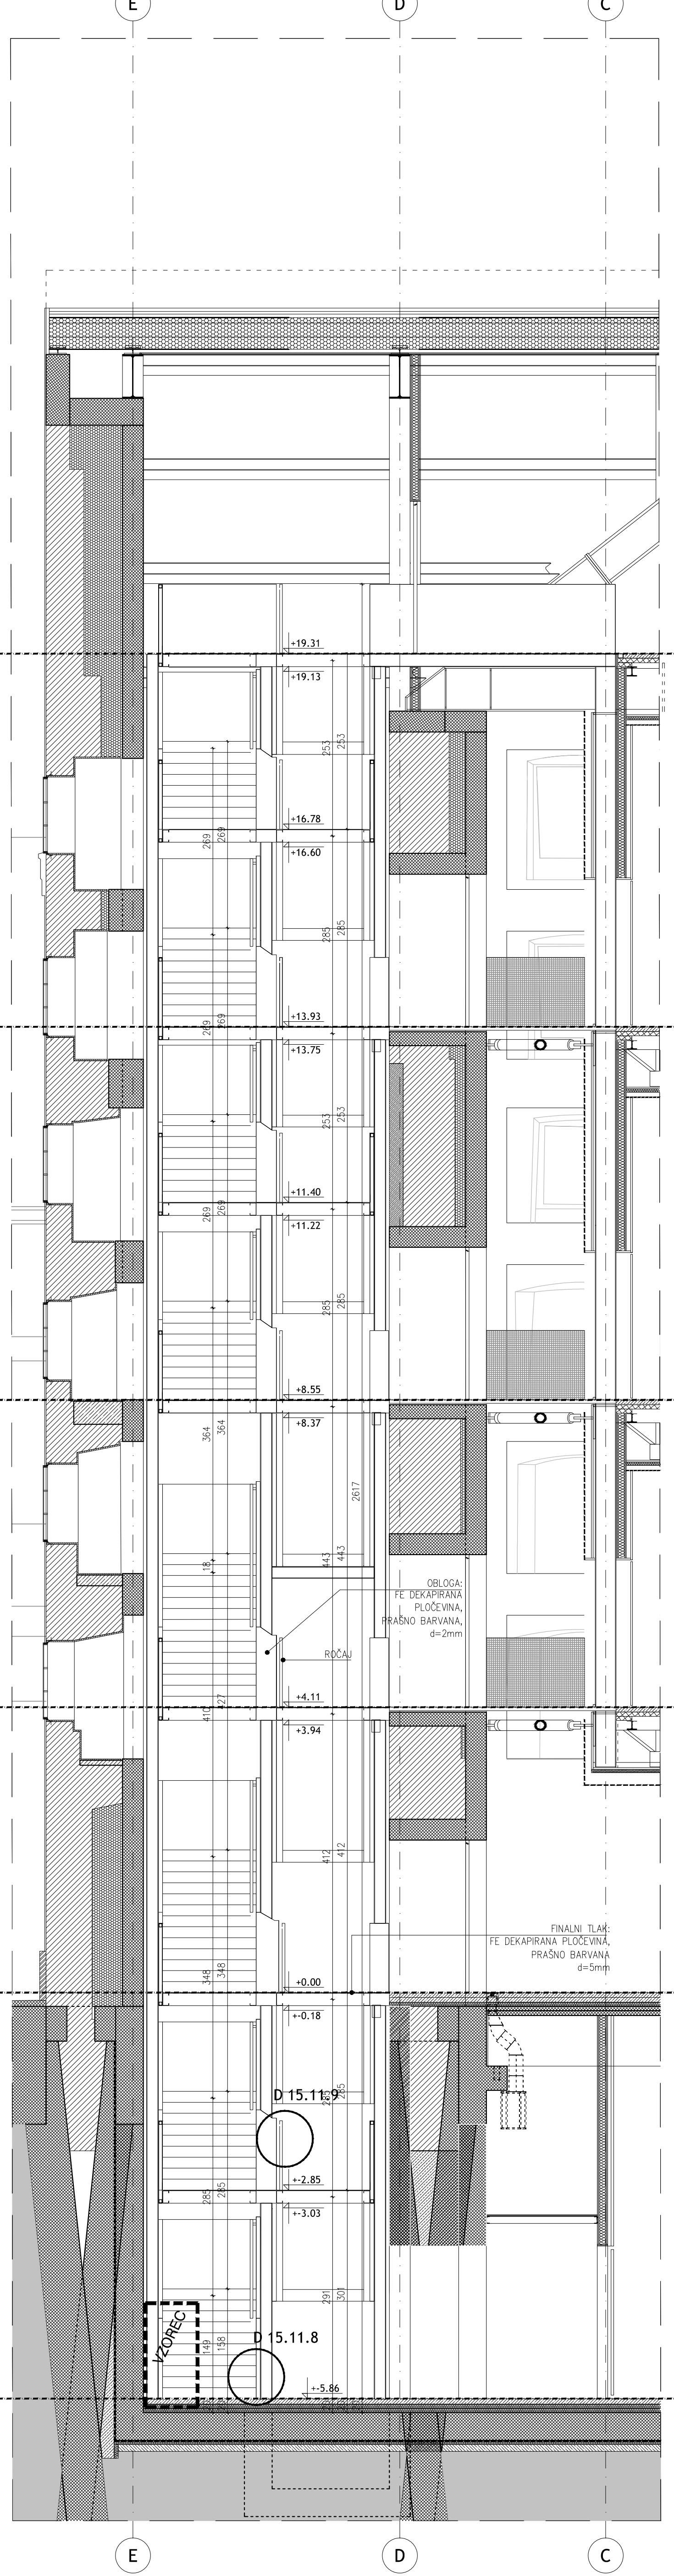 E D C
+19.31
+19.13
253 253
+16.78
269 269
+16.60
285 285
+13.93
269 269
+13.75
253 253
+11.40
269 269
+11.22
285 285
+8.55
+8.37
364 364
2617
443 443
18
OBLOGA:
FE DEKAPIRANA
PLOČEVINA,
PRAŠNO BARVANA,
d=2mm
ROČAJ
+4.11
410 427
+3.94
412 412
FINALNI TLAK:
FE DEKAPIRANA PLOČEVINA,
PRAŠNO BARVANA
d=5mm
348 348
+0.00
+-0.18
285 285
D 15.11.9
+-2.85
285 285
+-3.03
291 301
VZOREC
149 158
D 15.11.8
+-5.86
E D C